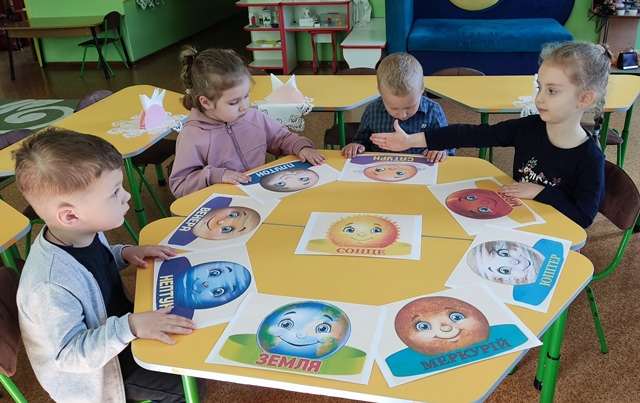 ПЛУТОН
САТУРН
ВЕНЕРА
СОНЦЕ
НЕПТУН
ЮПІТЕР
ЗЕМЛЯ
МЕРКУРІЙ